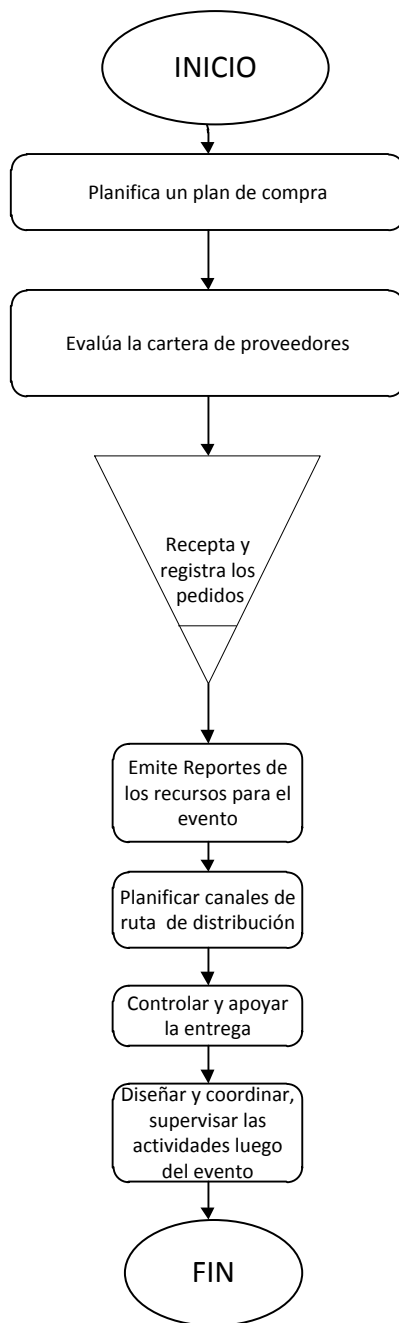 INICIO
Planifica un plan de compra
Evalúa la cartera de proveedores
Recepta y
registra los
pedidos
Emite Reportes de
los recursos para el
evento
Planificar canales de
ruta  de distribución
Controlar y apoyar
la entrega
Diseñar y coordinar,
supervisar las
actividades luego
del evento
FIN